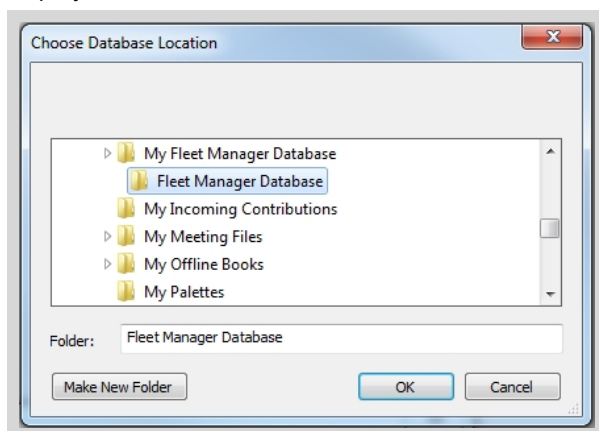 Choose Database Location
My Fleet Manager Database
Fleet Manager Database
My Incoming Contributions
My Meeting Files
My Offline Books
My Palettes
Folder: Fleet Manager Database
Make New Folder OK Cancel